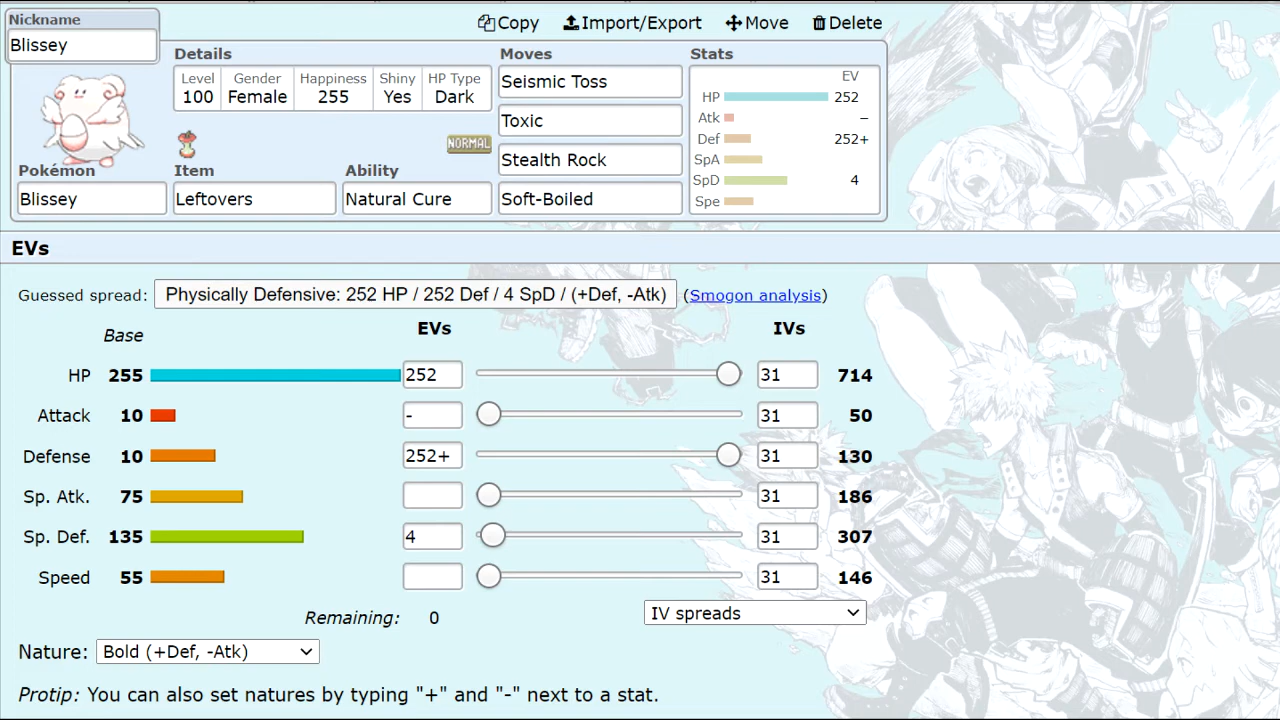 Nickname
Blissey
Copy Import/Export Move Delete
Details
Level Gender Happiness Shiny HP Type
100 Female 255 Yes Dark
NORMAL
Pokémon Item Ability
Blissey Leftovers Natural Cure
Moves
Seismic Toss
Toxic
Stealth Rock
Soft-Boiled
Stats
EV
HP 252
Atk –
Def 252+
SpA
SpD 4
Spe
EVs
Guessed spread: Physically Defensive: 252 HP / 252 Def / 4 SpD / (+Def, -Atk) (Smogon analysis)
Base EVs IVs
HP 255 252 31 714
Attack 10 - 31 50
Defense 10 252+ 31 130
Sp. Atk. 75 31 186
Sp. Def. 135 4 31 307
Speed 55 31 146
Remaining: 0 IV spreads
Nature: Bold (+Def, -Atk)
Protip: You can also set natures by typing "+" and "-" next to a stat.